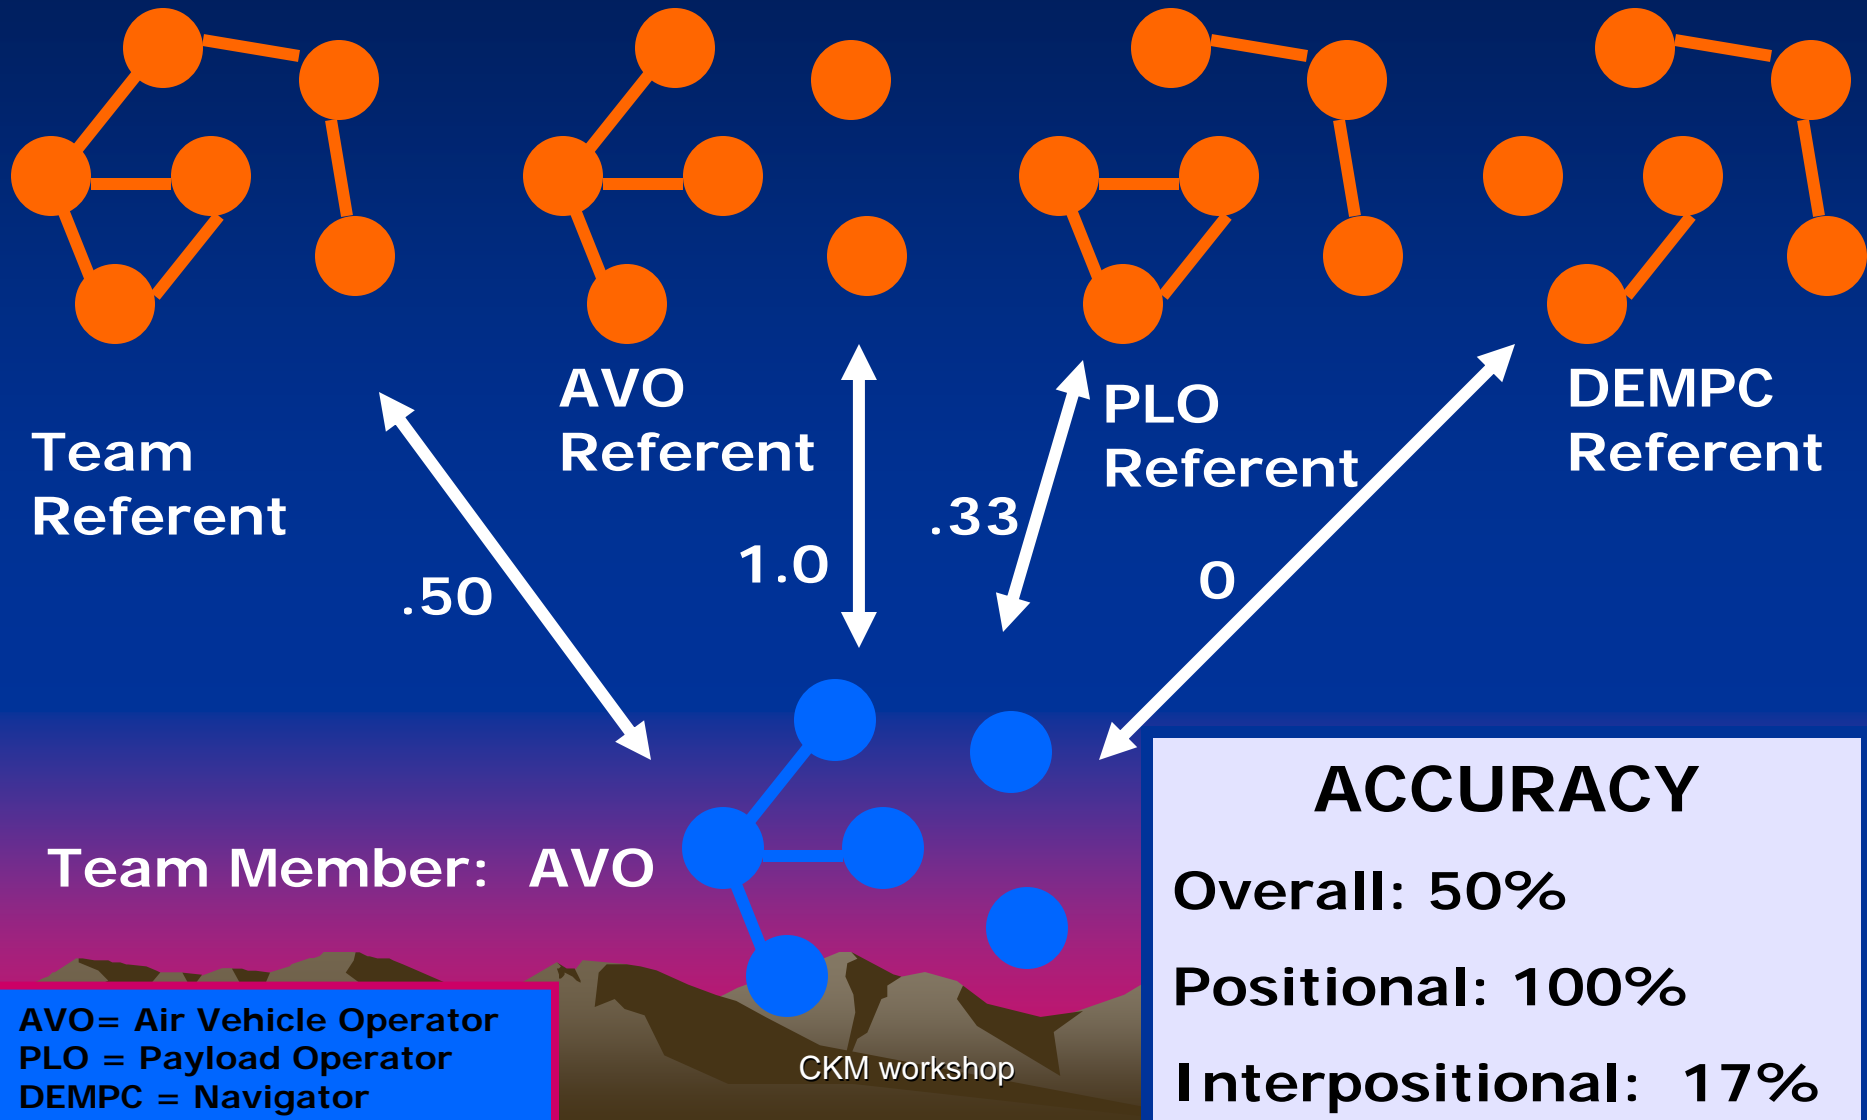 Team
Referent
AVO
Referent
PLO
Referent
DEMPC
Referent
.50
1.0
.33
0
Team Member:  AVO
ACCURACY
Overall: 50%
Positional: 100%
Interpositional:  17%
AVO= Air Vehicle Operator
PLO = Payload Operator
DEMPC = Navigator
CKM workshop